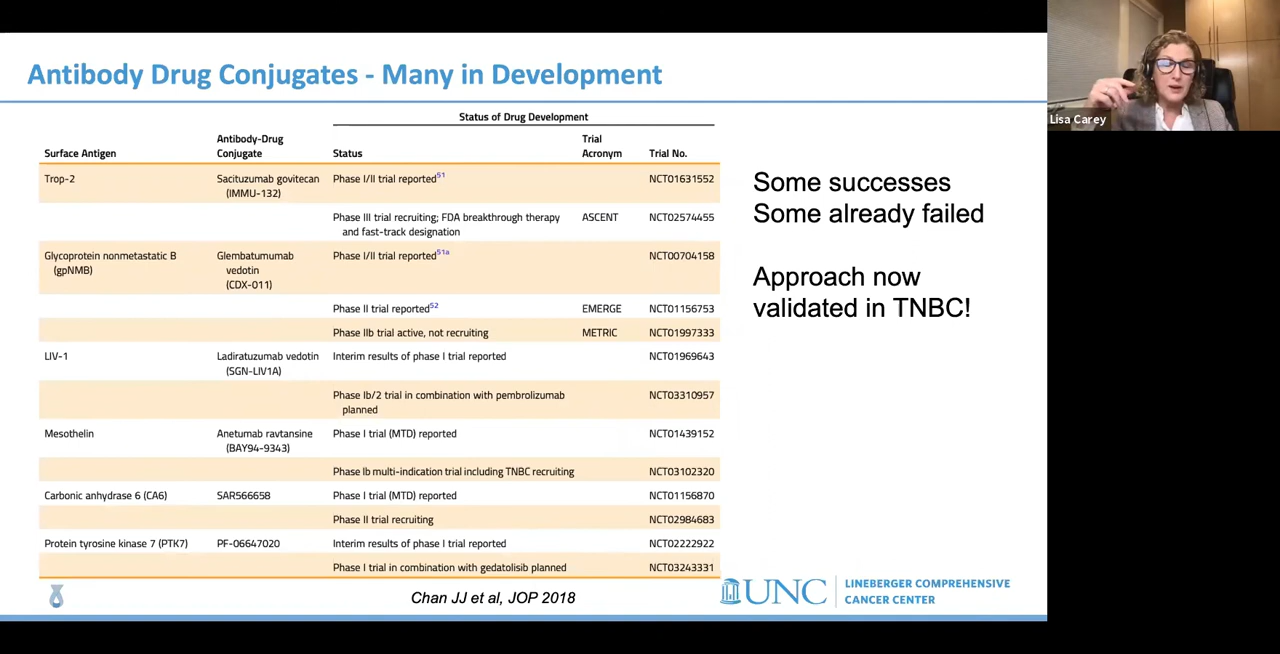 Antibody Drug Conjugates - Many in Development
Lisa Carey
Status of Drug Development
Surface Antigen
Antibody-Drug
Conjugate
Status
Trial
Acronym
Trial No.
Trop-2
Sacituzumab govitecan
(IMMU-132)
Phase I/II trial reported51
NCT01631552
Phase III trial recruiting; FDA breakthrough therapy
and fast-track designation
ASCENT
NCT02574455
Glycoprotein nonmetastatic B
(gpNMB)
Glembatumumab
vedotin
(CDX-011)
Phase I/II trial reported51a
NCT00704158
Phase II trial reported52
EMERGE
NCT01156753
Phase IIb trial active, not recruiting
METRIC
NCT01997333
LIV-1
Ladiratuzumab vedotin
(SGN-LIV1A)
Interim results of phase I trial reported
NCT01969643
Phase Ib/2 trial in combination with pembrolizumab
planned
NCT03310957
Mesothelin
Anetumab ravtansine
(BAY94-9343)
Phase I trial (MTD) reported
NCT01439152
Phase Ib multi-indication trial including TNBC recruiting
NCT03102320
Carbonic anhydrase 6 (CA6)
SAR566658
Phase I trial (MTD) reported
NCT01156870
Phase II trial recruiting
NCT02984683
Protein tyrosine kinase 7 (PTK7)
PF-06647020
Interim results of phase I trial reported
NCT02222922
Phase I trial in combination with gedatolisib planned
NCT03243331
Some successes
Some already failed
Approach now
validated in TNBC!
Chan JJ et al, JOP 2018
UNC
LINEBERGER COMPREHENSIVE
CANCER CENTER